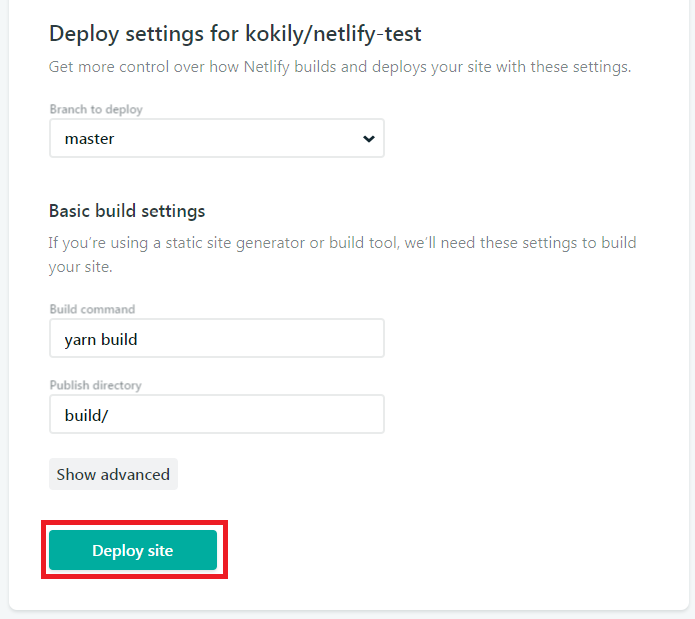 Deploy settings for kokily/netlify-test
Get more control over how Netlify builds and deploys your site with these settings.
Branch to deploy
master
Basic build settings
If you’re using a static site generator or build tool, we’ll need these settings to build
your site.
Build command
yarn build
Publish directory
build/
Show advanced
Deploy site